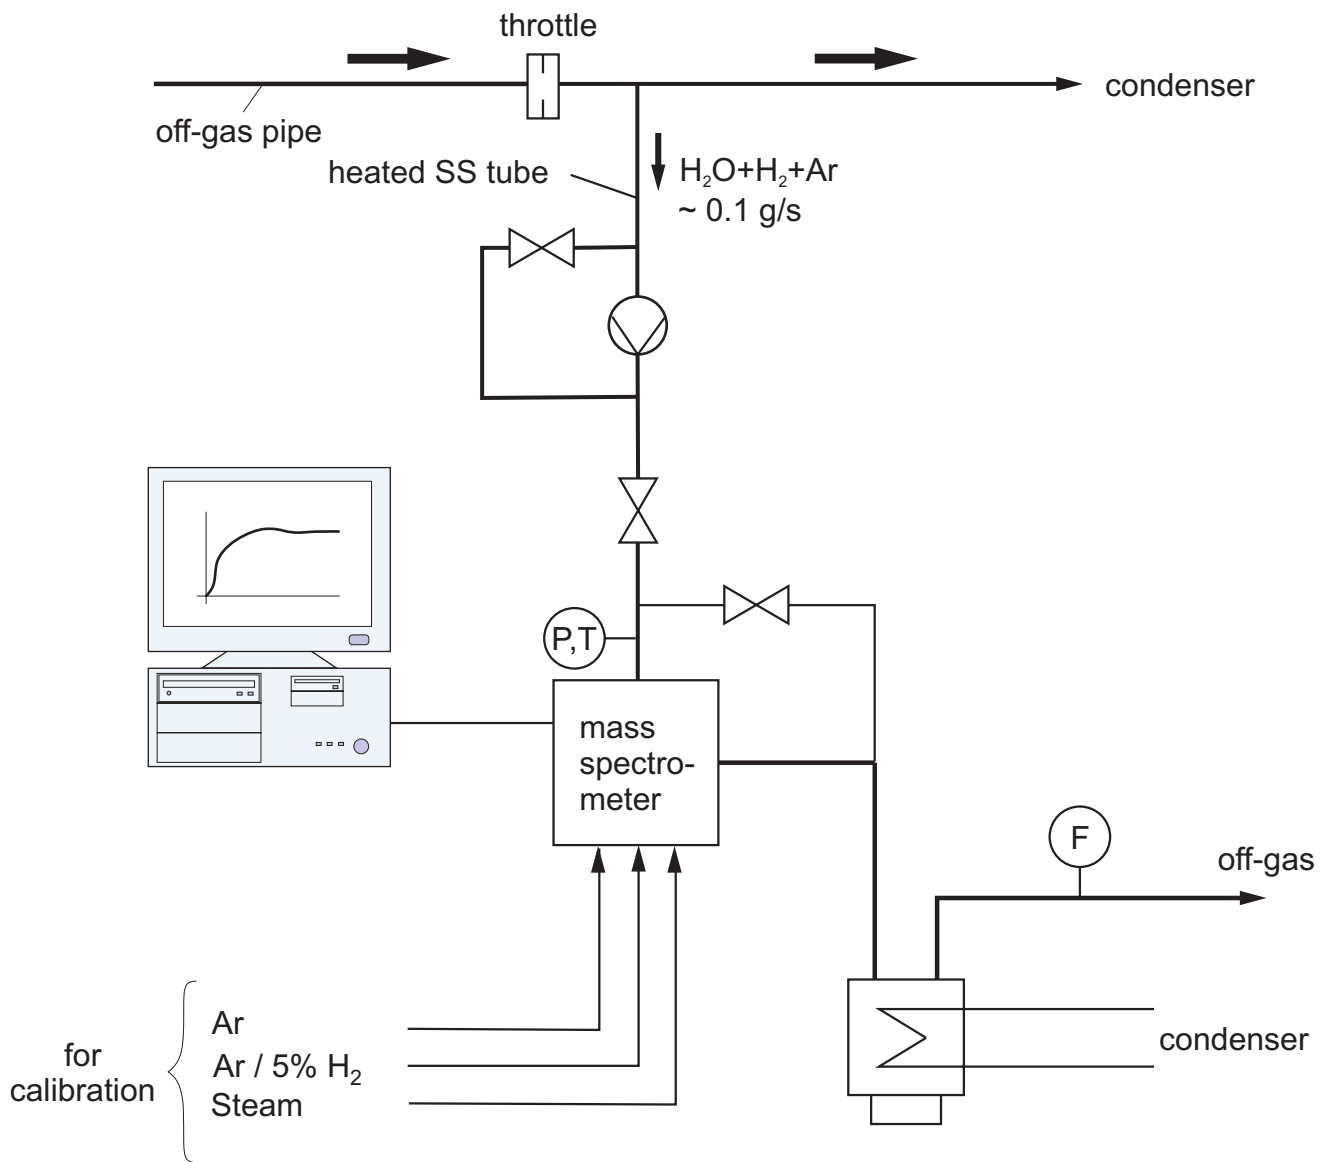 throttle
condenser
off-gas pipe
heated SS tube
H₂O+H₂+Ar
~ 0.1 g/s
P,T
mass
spectro-
meter
F
off-gas
condenser
for
calibration
Ar
Ar / 5% H₂
Steam